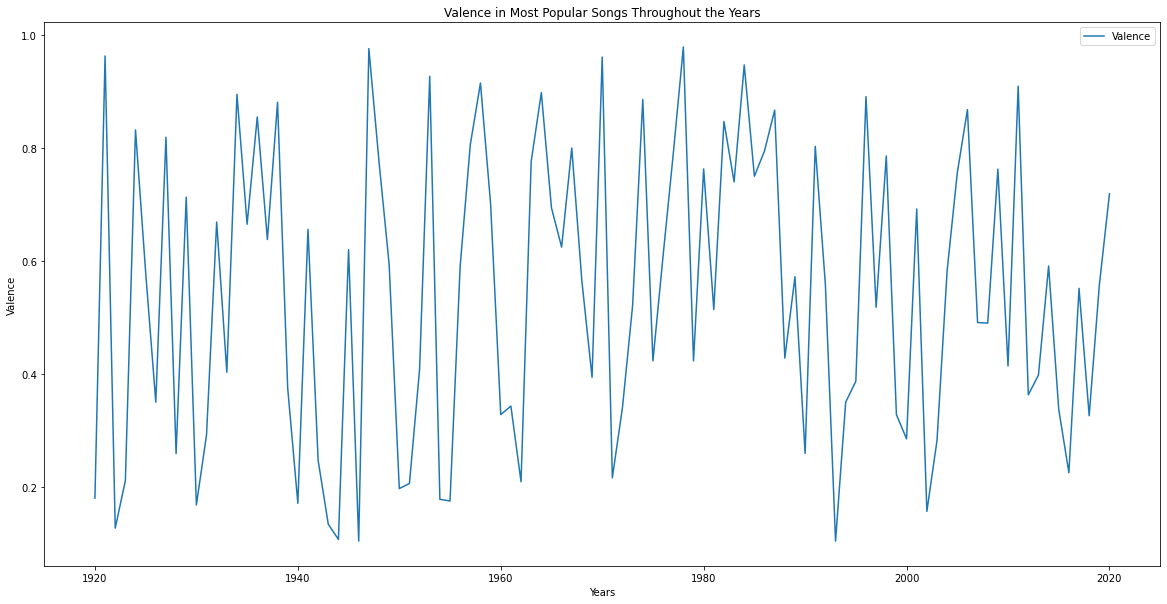 Valence in Most Popular Songs Throughout the Years
Valence
1.0
0.8
0.6
0.4
0.2
Valence
1920
1940
1960
1980
2000
2020
Years